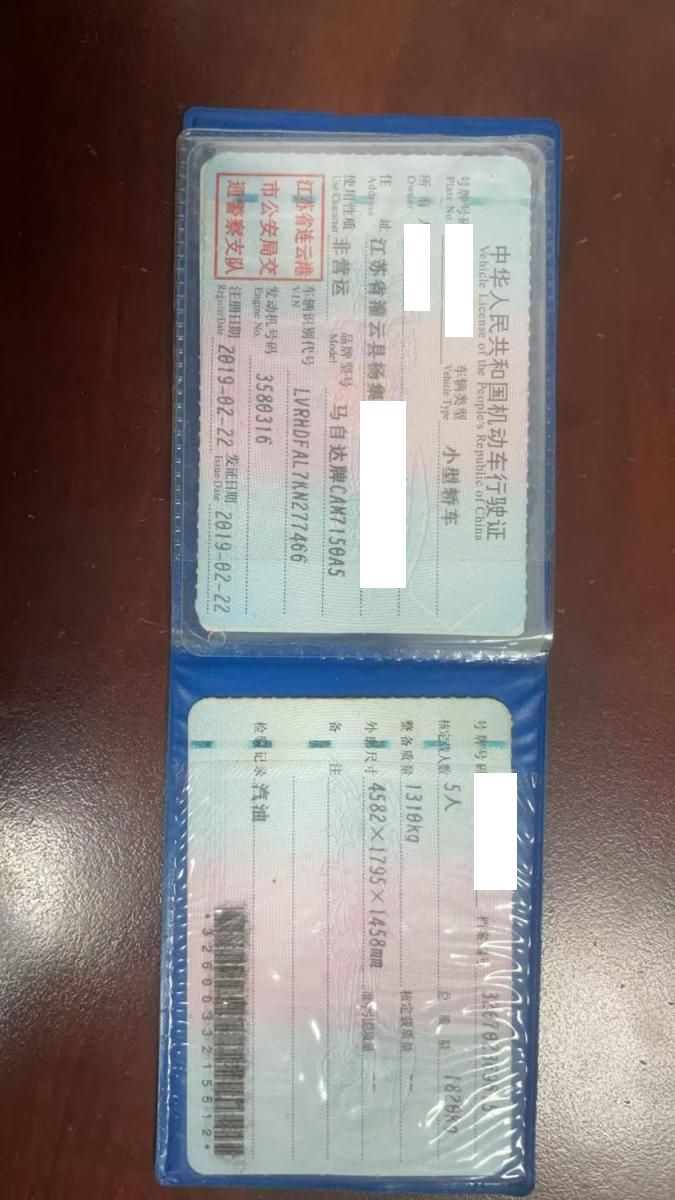 中华人民共和国机动车行驶证
Vehicle License of the People's Republic of China
号牌号码
Plate No.
车辆类型 小型轿车
Vehicle Type
所有人
Owner
住 址 江苏省灌云县杨集
Address
使用性质 非营运 品牌型号 马自达牌CAM7150A5
Use Character Model
江苏省连云港
市公安局交
通警察支队
车辆识别代号 LVRHDFAL7KN277466
VIN
发动机号码 3580316
Engine No.
注册日期 2019-02-22 发证日期 2019-02-22
Register Date Issue Date
号牌号码 档案编号
核定载人数 5人 总质量 1820kg
整备质量 1310kg 核定载质量 --
外廓尺寸 4582×1795×1458mm 准牵引总质量 --
备 注
检验记录 汽油
*3260033215512*